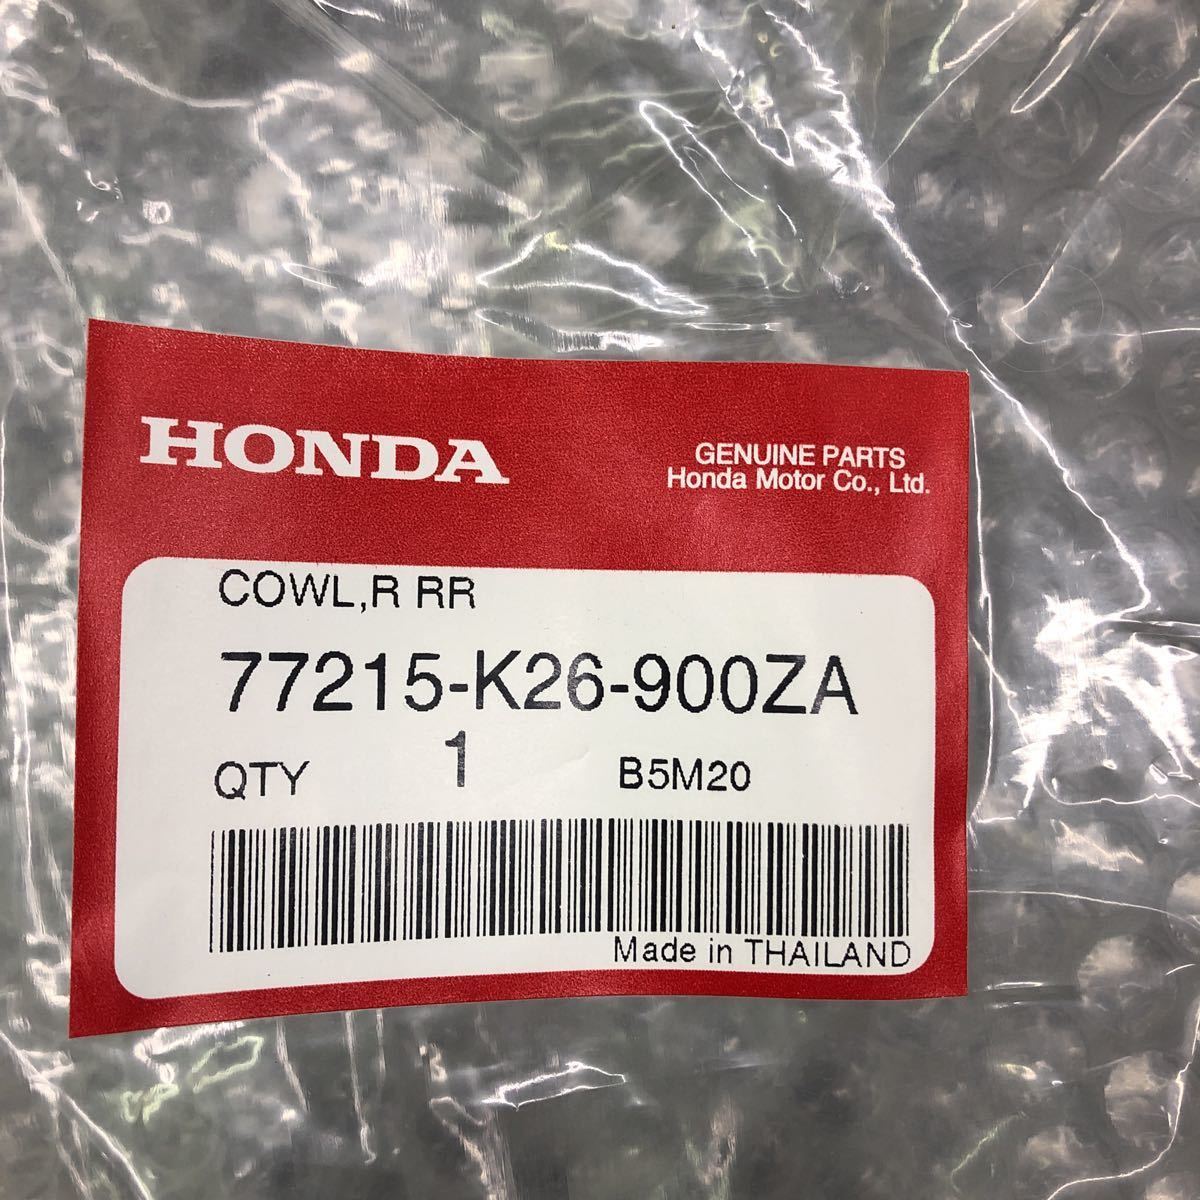 HONDA
GENUINE PARTS
Honda Motor Co., Ltd.
COWL,R RR
77215-K26-900ZA
QTY 1 B5M20
Made in THAILAND